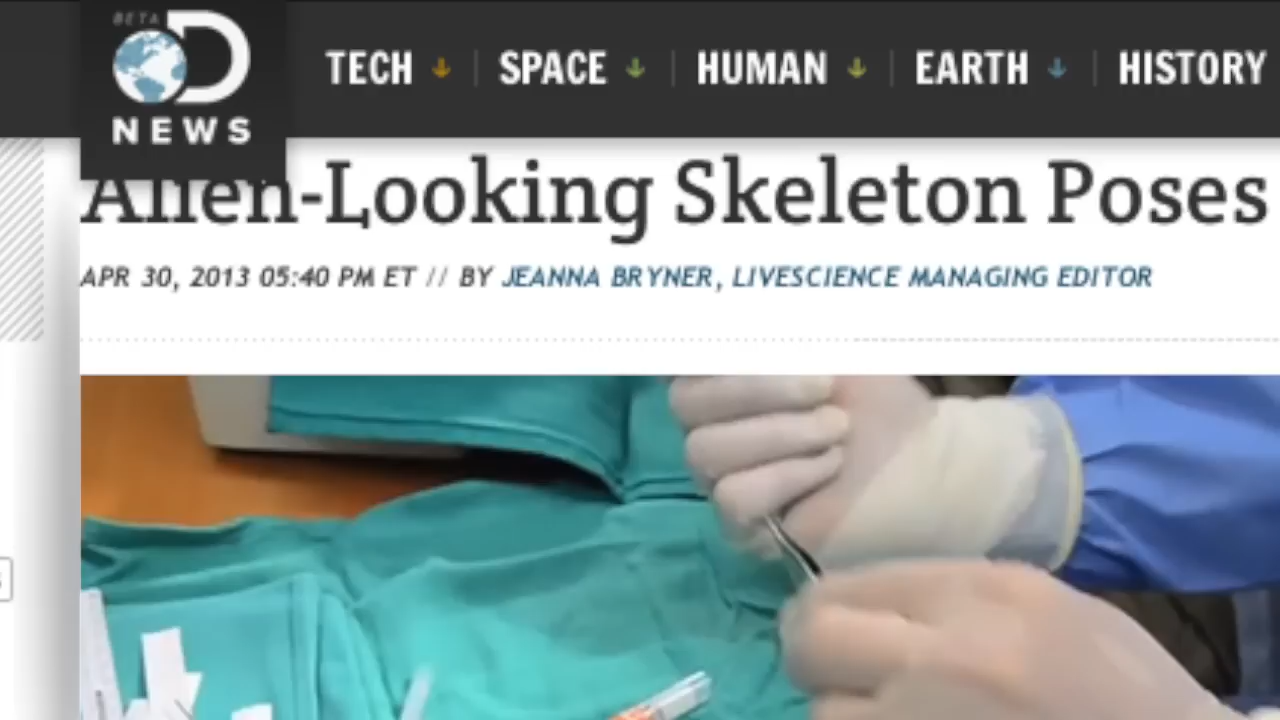 BETA
NEWS
TECH SPACE HUMAN EARTH HISTORY
Alien-Looking Skeleton Poses
APR 30, 2013 05:40 PM ET // BY JEANNA BRYNER, LIVESCIENCE MANAGING EDITOR